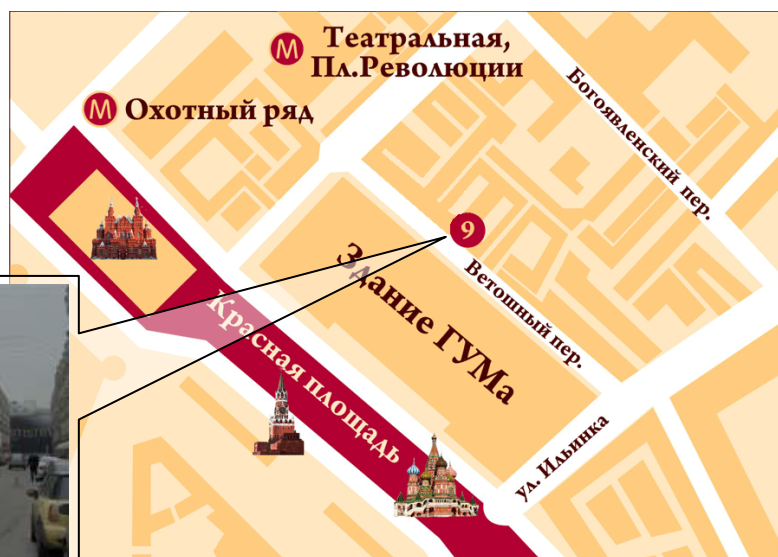 М Театральная,
Пл.Революции
М Охотный ряд
Богоявленский пер.
9
Ветошный пер.
Здание ГУМа
Красная площадь
ул. Ильинка